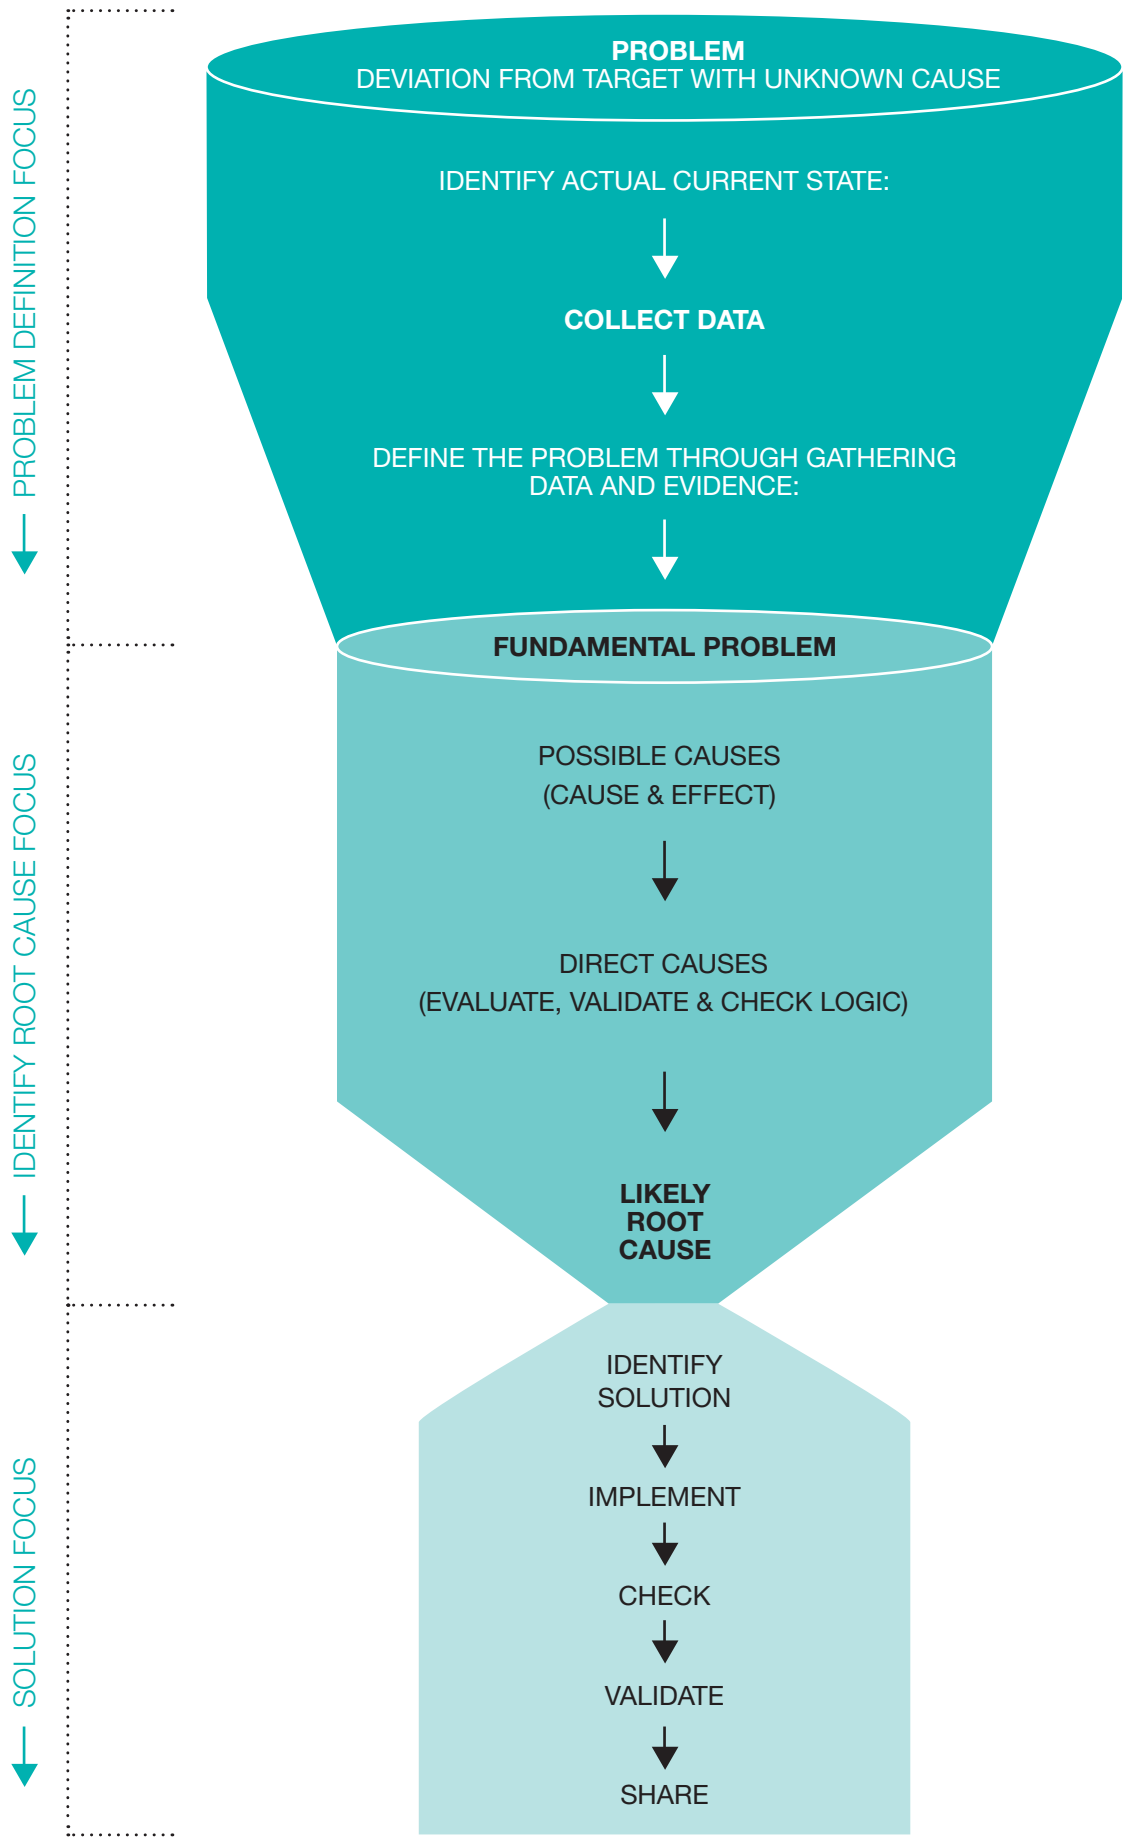 PROBLEM DEFINITION FOCUS
PROBLEM
DEVIATION FROM TARGET WITH UNKNOWN CAUSE
IDENTIFY ACTUAL CURRENT STATE:
COLLECT DATA
DEFINE THE PROBLEM THROUGH GATHERING
DATA AND EVIDENCE:
IDENTIFY ROOT CAUSE FOCUS
FUNDAMENTAL PROBLEM
POSSIBLE CAUSES
(CAUSE & EFFECT)
DIRECT CAUSES
(EVALUATE, VALIDATE & CHECK LOGIC)
LIKELY
ROOT
CAUSE
SOLUTION FOCUS
IDENTIFY
SOLUTION
IMPLEMENT
CHECK
VALIDATE
SHARE